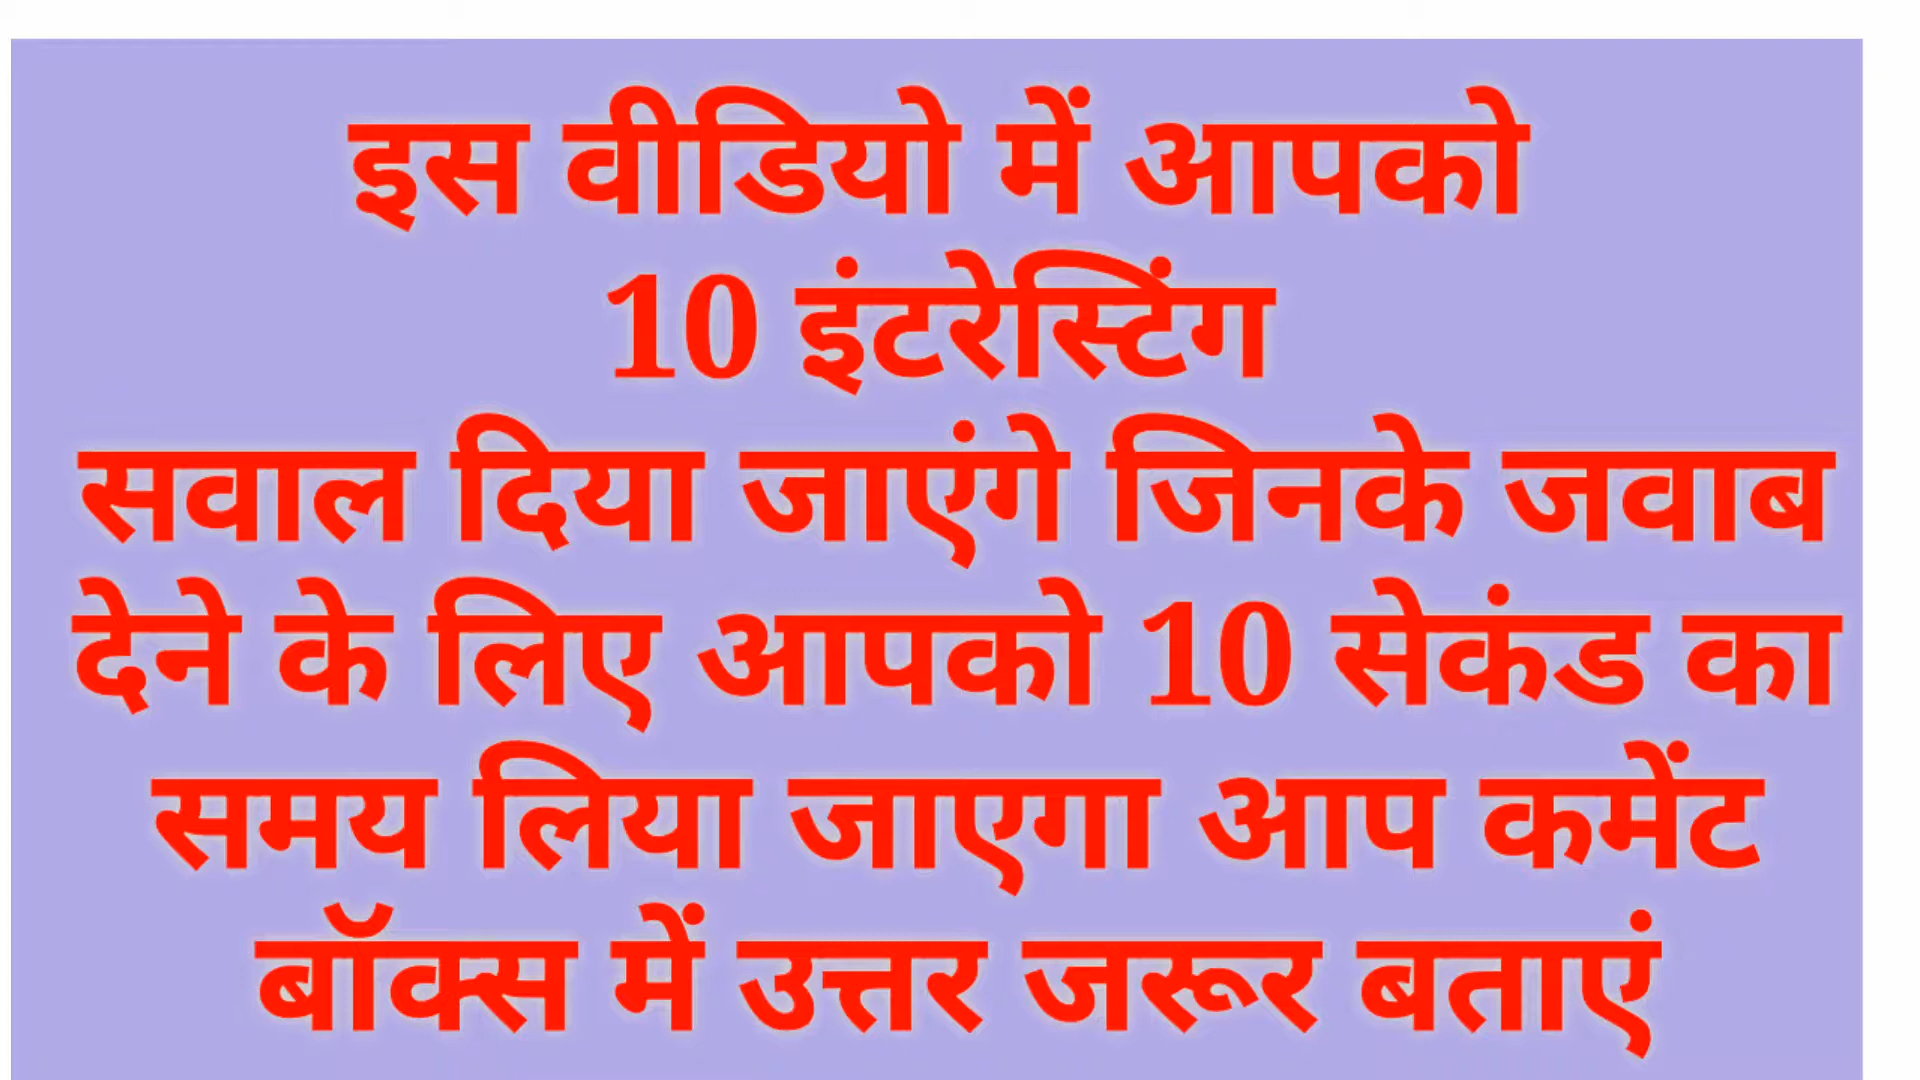 इस वीडियो में आपको
10 इंटरेस्टिंग
सवाल दिया जाएंगे जिनके जवाब
देने के लिए आपको 10 सेकंड का
समय लिया जाएगा आप कमेंट
बॉक्स में उत्तर जरूर बताएं